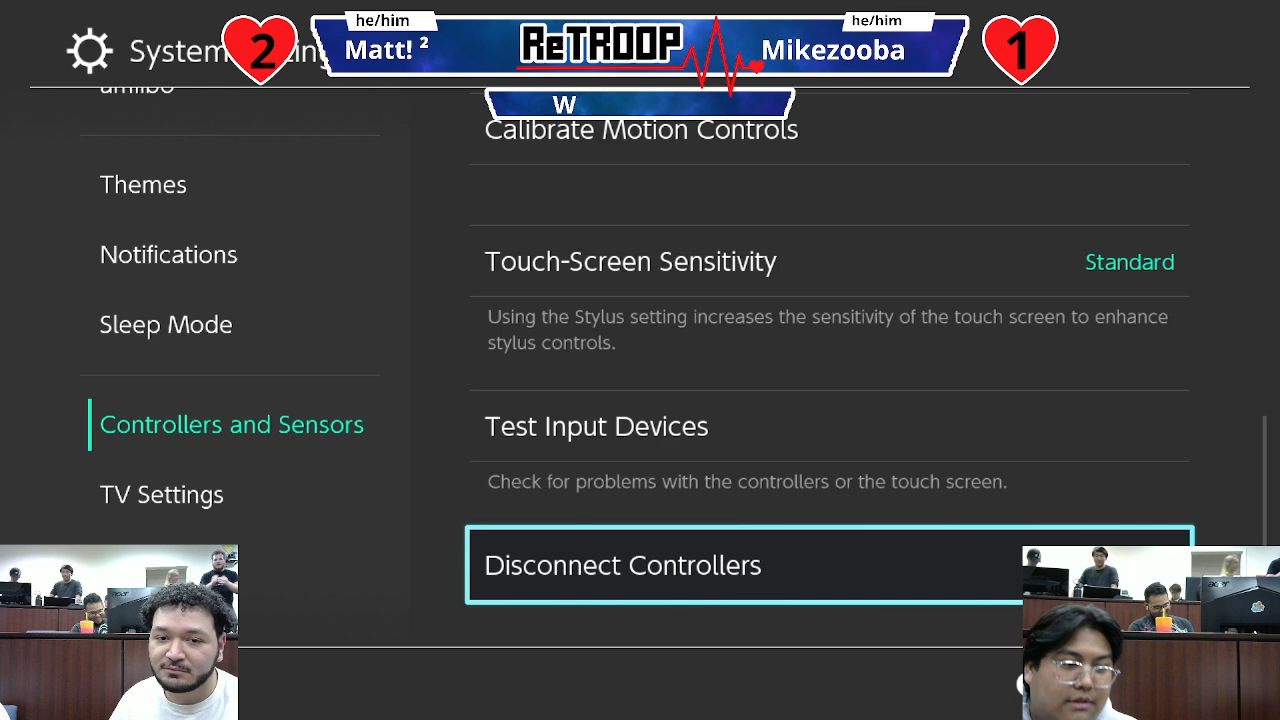 he/him
he/him
System
2
Matt! ²
ReTROOP
Mikezooba
1
W
amiibo
Calibrate Motion Controls
Themes
Notifications
Touch-Screen Sensitivity
Standard
Sleep Mode
Using the Stylus setting increases the sensitivity of the touch screen to enhance
stylus controls.
Controllers and Sensors
Test Input Devices
TV Settings
Check for problems with the controllers or the touch screen.
Disconnect Controllers
acer